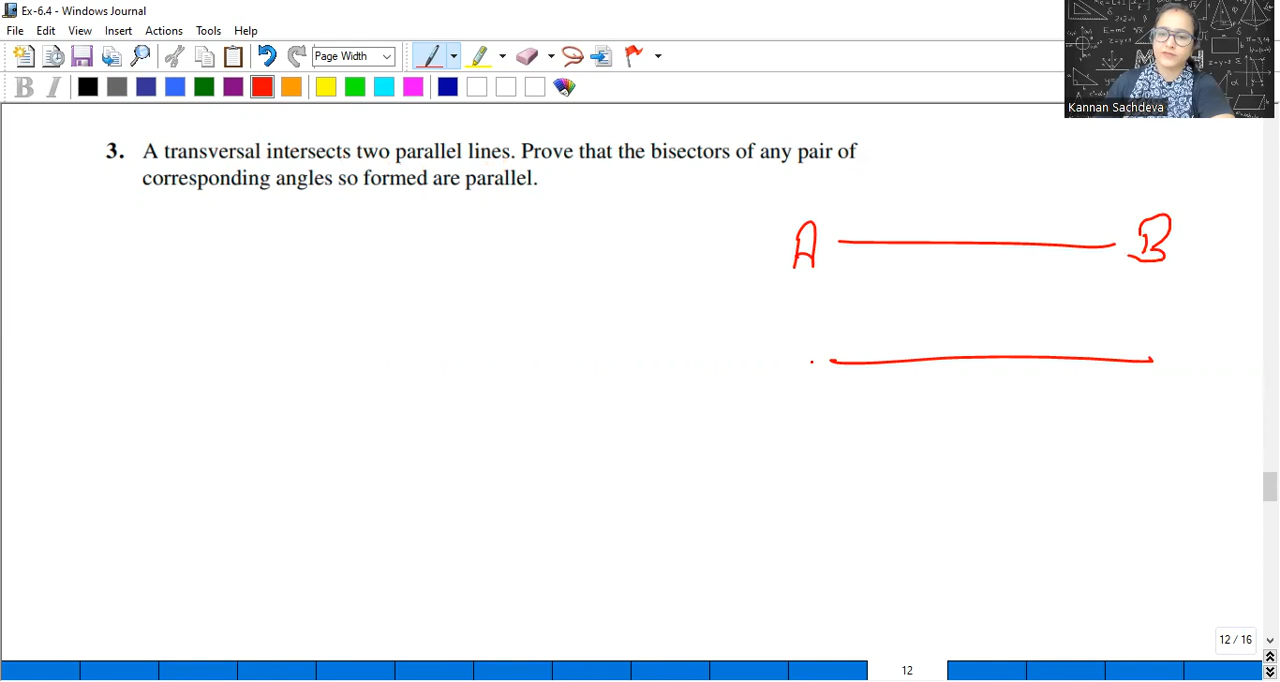 Ex-6.4 - Windows Journal
File Edit View Insert Actions Tools Help
Page Width
B I
Kannan Sachdeva
3. A transversal intersects two parallel lines. Prove that the bisectors of any pair of
corresponding angles so formed are parallel.
A B
12 / 16
12